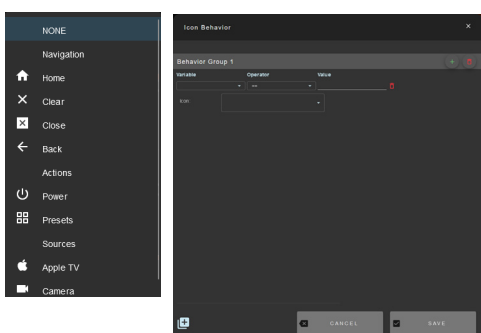 NONE
Navigation
Home
Clear
Close
Back
Actions
Power
Presets
Sources
Apple TV
Camera
Icon Behavior
Behavior Group 1
Variable Operator Value
==
Icon
CANCEL SAVE